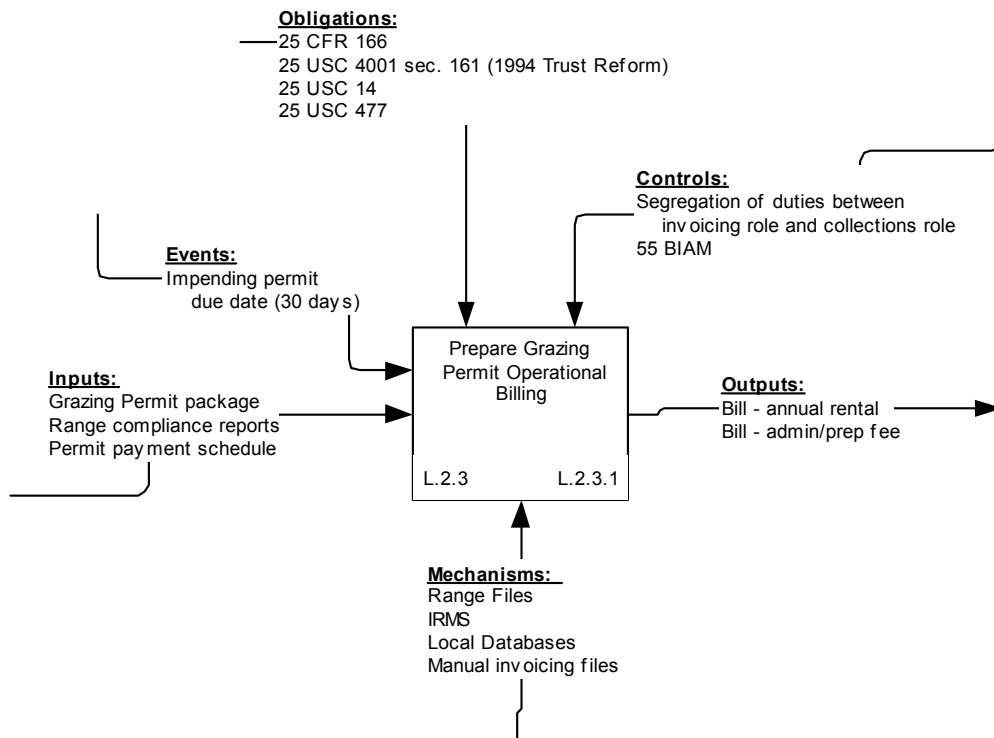 Obligations:
25 CFR 166
25 USC 4001 sec. 161 (1994 Trust Reform)
25 USC 14
25 USC 477
Controls:
Segregation of duties between
invoicing role and collections role
55 BIAM
Events:
Impending permit
due date (30 days)
Prepare Grazing
Permit Operational
Billing
L.2.3 L.2.3.1
Inputs:
Grazing Permit package
Range compliance reports
Permit payment schedule
Outputs:
Bill - annual rental
Bill - admin/prep fee
Mechanisms:
Range Files
IRMS
Local Databases
Manual invoicing files